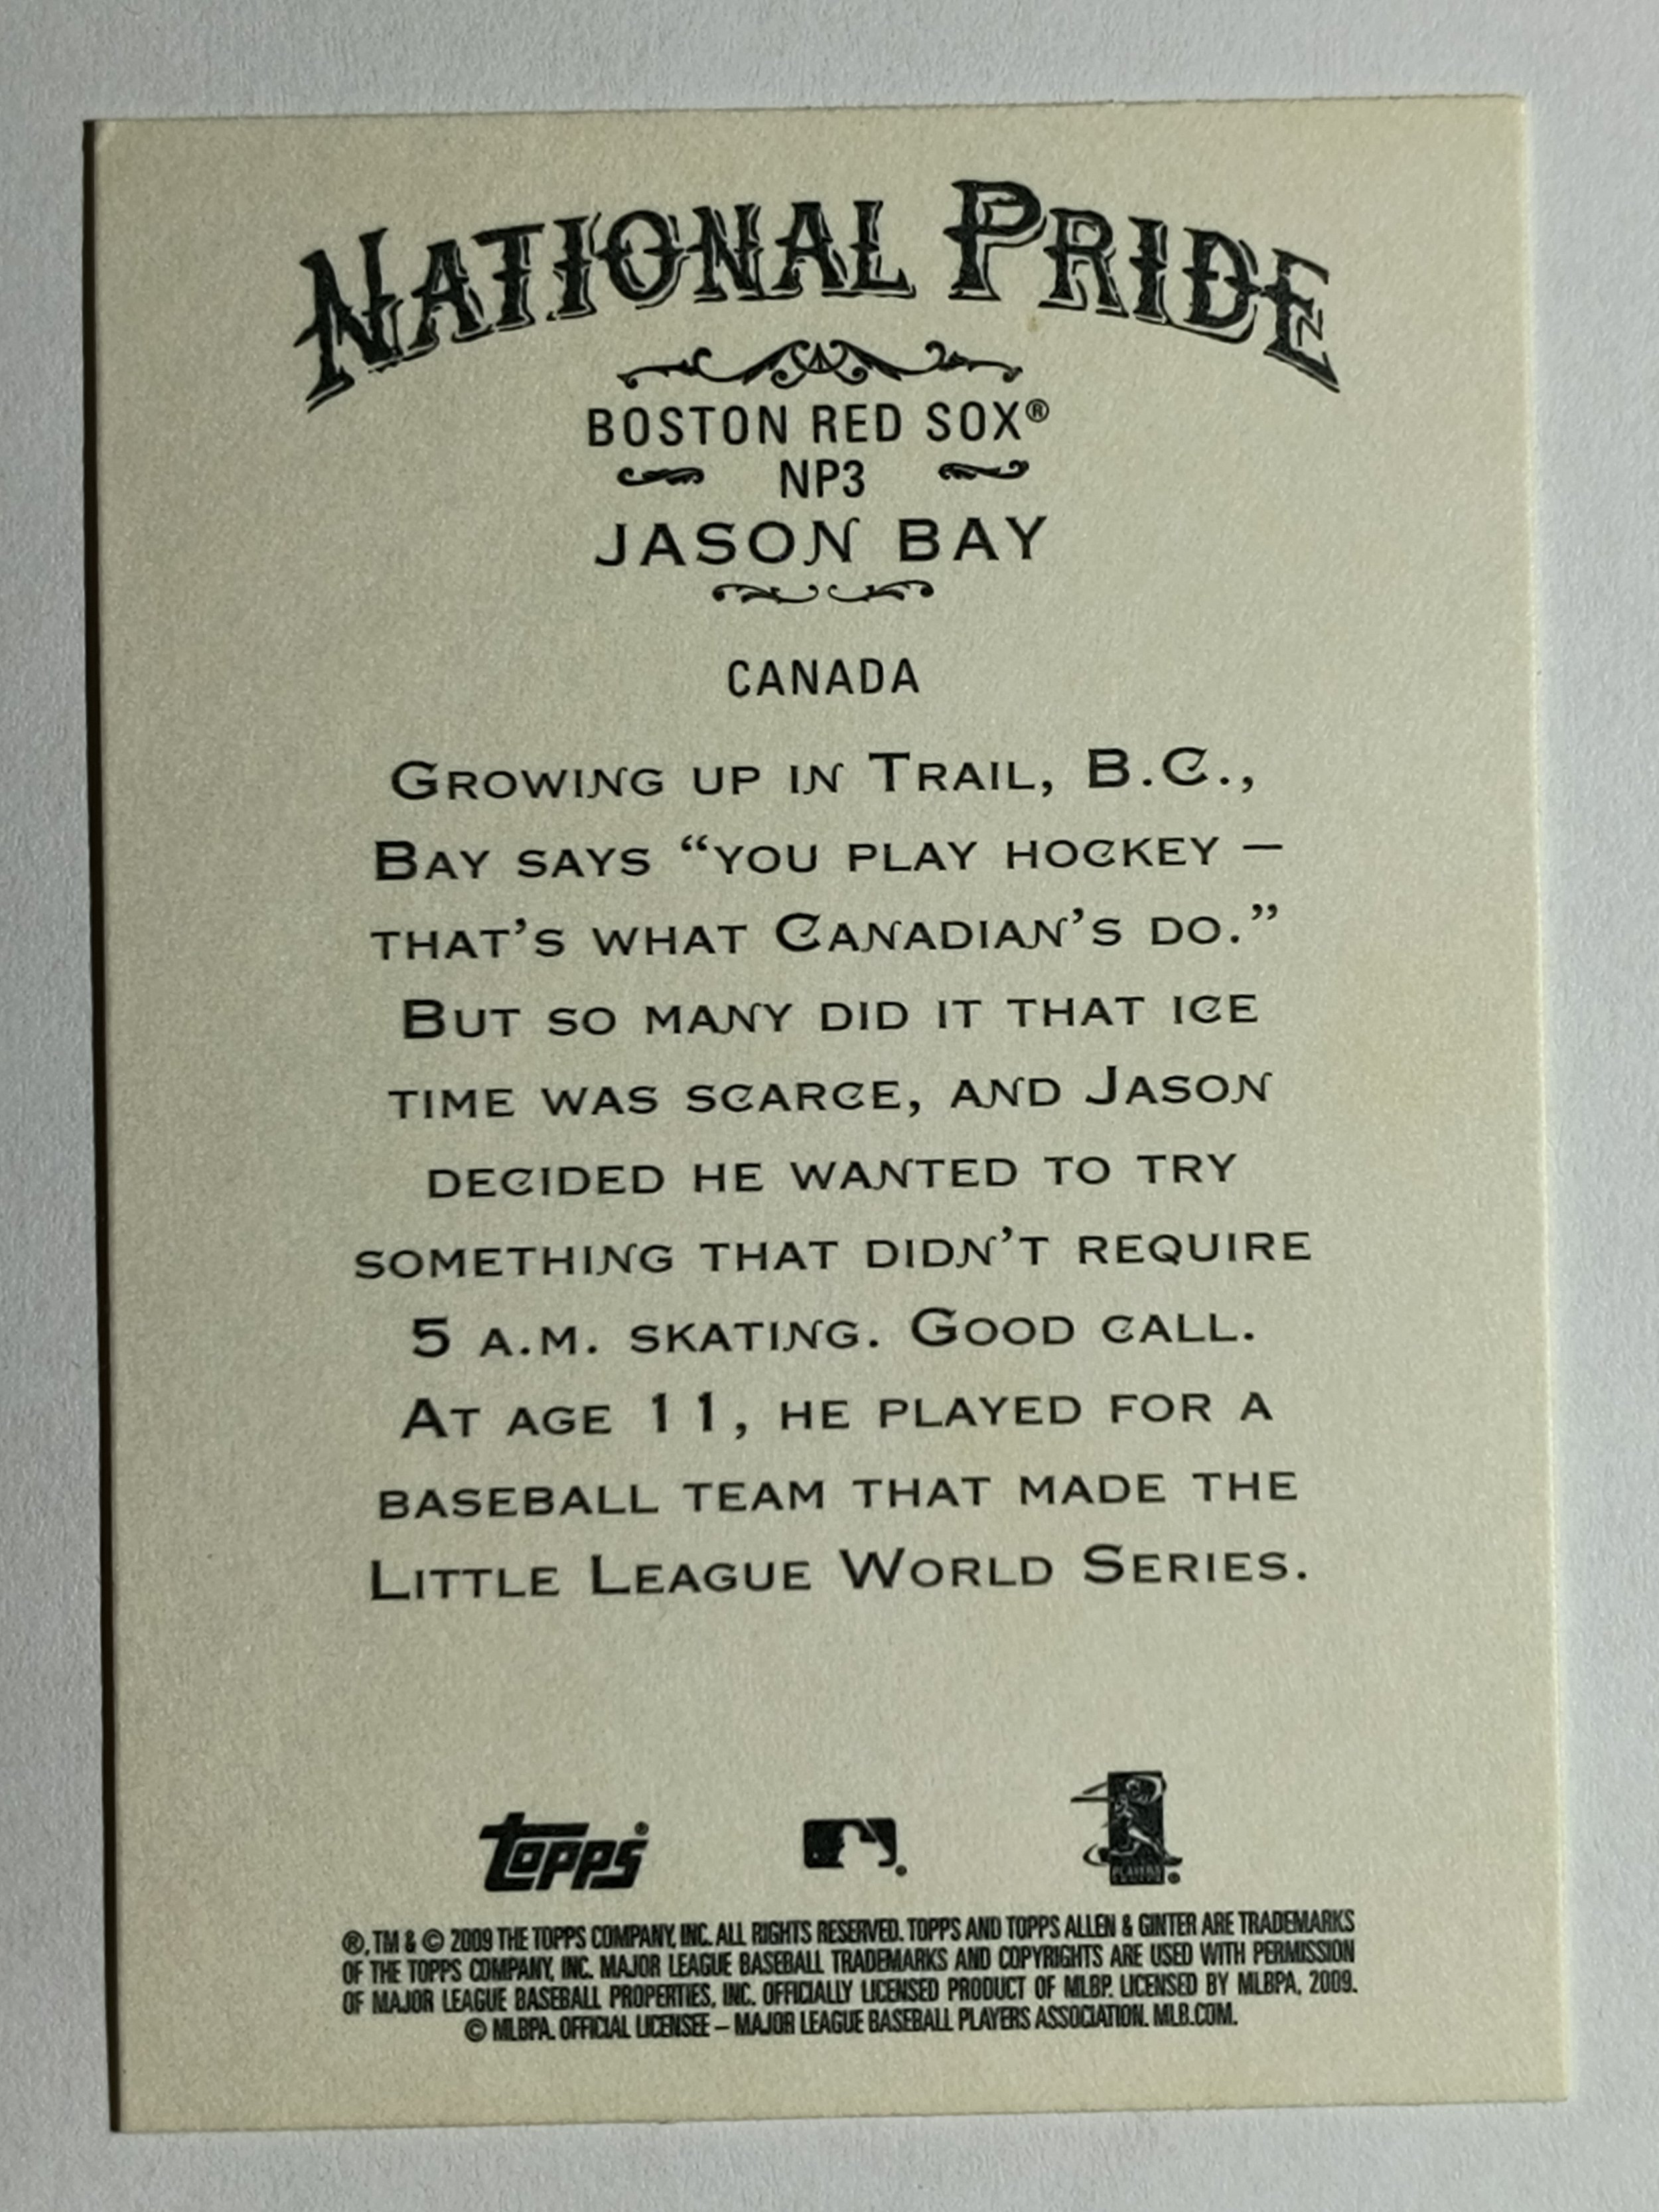 NATIONAL PRIDE
BOSTON RED SOX®
NP3
JASON BAY
CANADA
GROWING UP IN TRAIL, B.C.,
BAY SAYS “YOU PLAY HOCKEY –
THAT’S WHAT CANADIAN’S DO.”
BUT SO MANY DID IT THAT ICE
TIME WAS SCARCE, AND JASON
DECIDED HE WANTED TO TRY
SOMETHING THAT DIDN’T REQUIRE
5 A.M. SKATING. GOOD CALL.
AT AGE 11, HE PLAYED FOR A
BASEBALL TEAM THAT MADE THE
LITTLE LEAGUE WORLD SERIES.
Topps
PLAYERS
®, TM & © 2009 THE TOPPS COMPANY, INC. ALL RIGHTS RESERVED. TOPPS AND TOPPS ALLEN & GINTER ARE TRADEMARKS
OF THE TOPPS COMPANY, INC. MAJOR LEAGUE BASEBALL TRADEMARKS AND COPYRIGHTS ARE USED WITH PERMISSION
OF MAJOR LEAGUE BASEBALL PROPERTIES, INC. OFFICIALLY LICENSED PRODUCT OF MLBP. LICENSED BY MLBPA, 2009.
© MLBPA. OFFICIAL LICENSEE – MAJOR LEAGUE BASEBALL PLAYERS ASSOCIATION. MLB.COM.